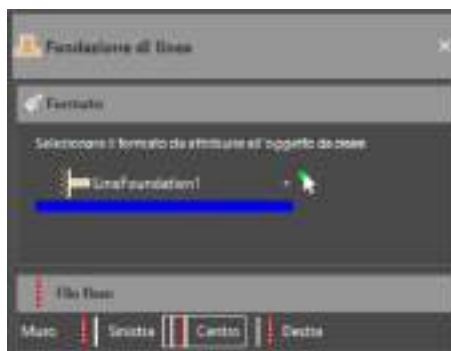 Fondazione di linea
Formato
Selezionare il formato da attribuire all'oggetto da creare
LineFoundation1
Filo fisso
Muro Sinistra Centro Destra